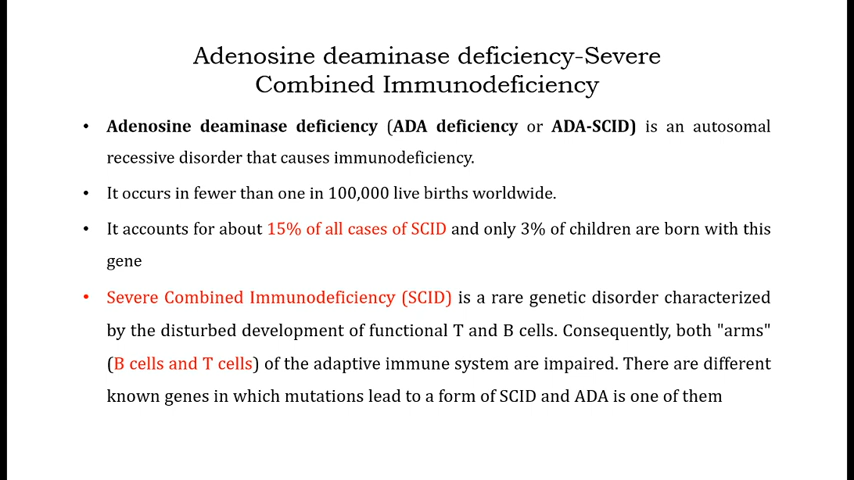 Adenosine deaminase deficiency-Severe
Combined Immunodeficiency
• Adenosine deaminase deficiency (ADA deficiency or ADA-SCID) is an autosomal
recessive disorder that causes immunodeficiency.
• It occurs in fewer than one in 100,000 live births worldwide.
• It accounts for about 15% of all cases of SCID and only 3% of children are born with this
gene
• Severe Combined Immunodeficiency (SCID) is a rare genetic disorder characterized
by the disturbed development of functional T and B cells. Consequently, both "arms"
(B cells and T cells) of the adaptive immune system are impaired. There are different
known genes in which mutations lead to a form of SCID and ADA is one of them